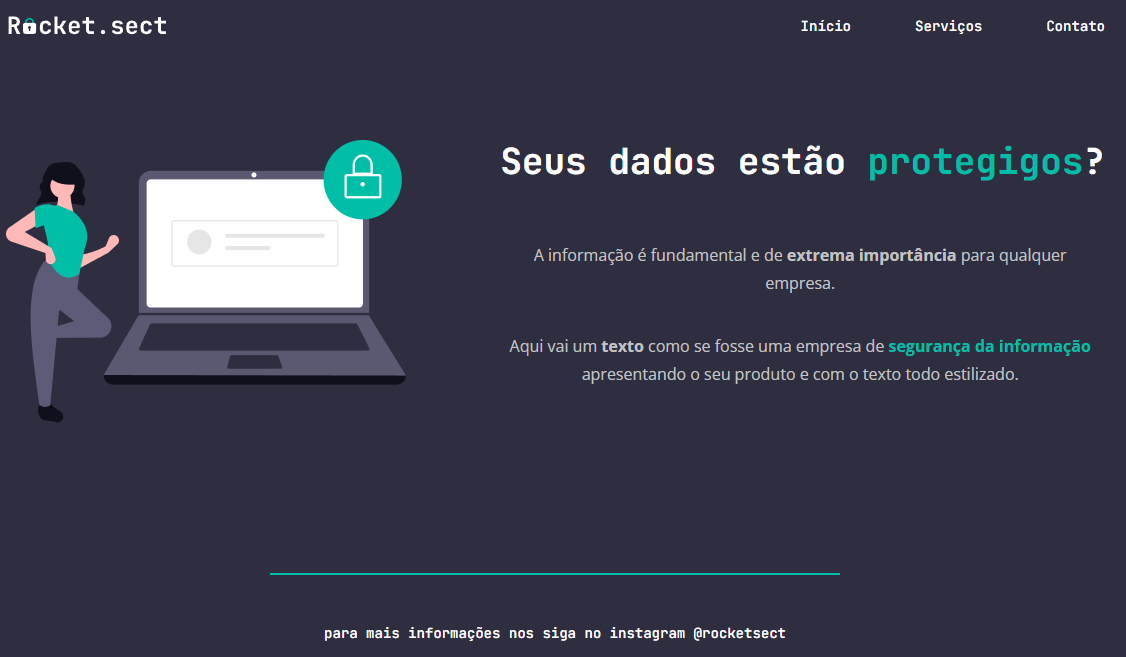 Rocket.sect
Início Serviços Contato
Seus dados estão protegigos?
A informação é fundamental e de extrema importância para qualquer
empresa.
Aqui vai um texto como se fosse uma empresa de segurança da informação
apresentando o seu produto e com o texto todo estilizado.
para mais informações nos siga no instagram @rocketsect